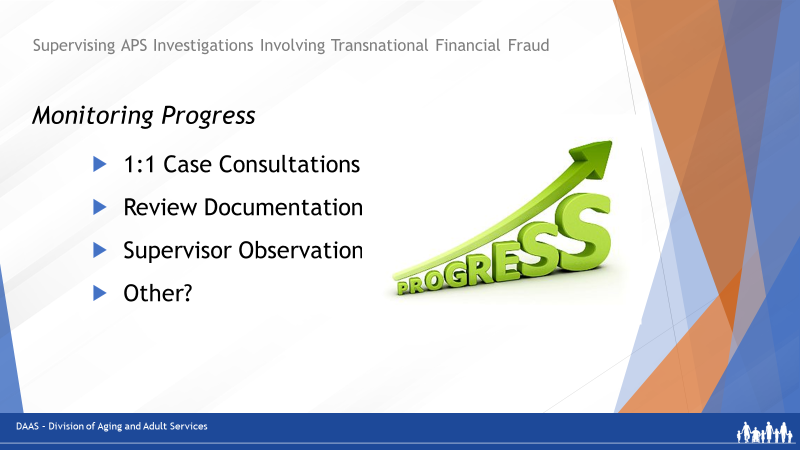 Supervising APS Investigations Involving Transnational Financial Fraud
Monitoring Progress
1:1 Case Consultations
Review Documentation
Supervisor Observation
Other?
PROGRESS
DAAS – Division of Aging and Adult Services